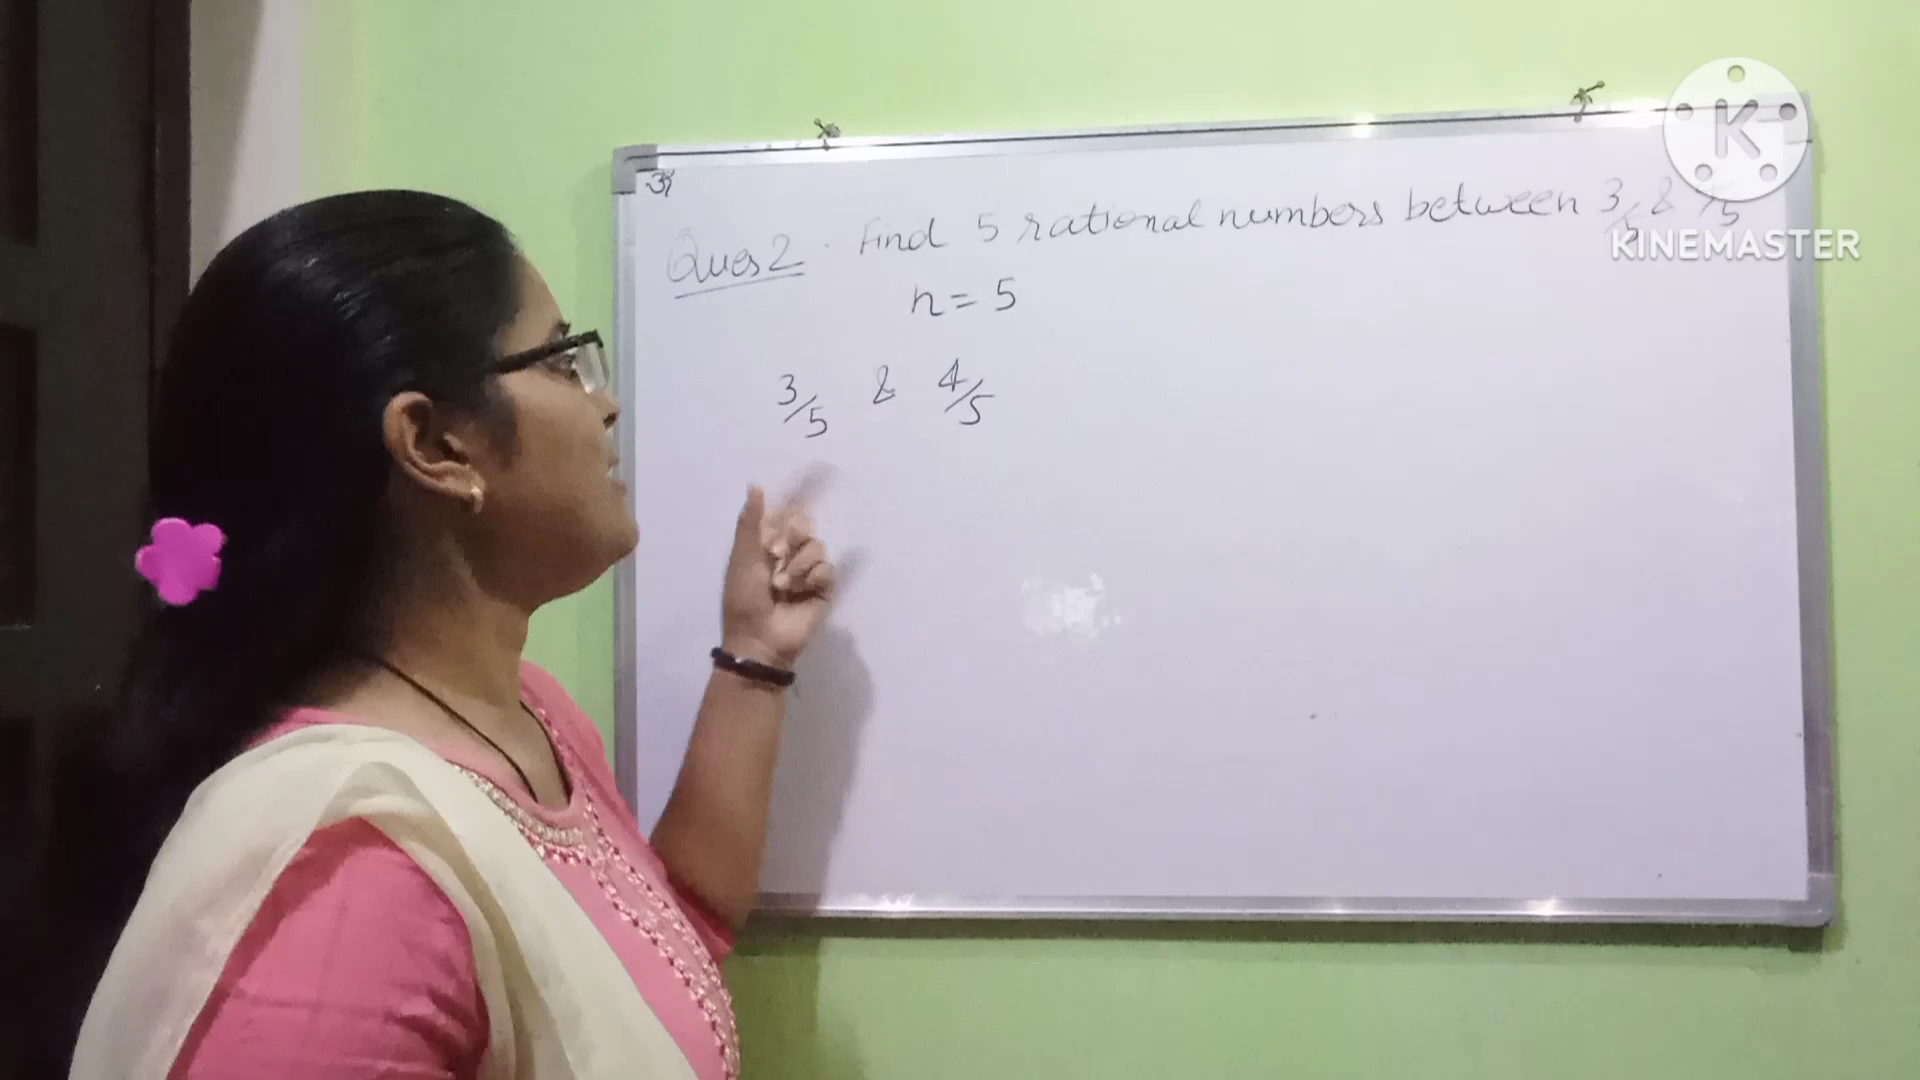 ॐ
Ques 2. Find 5 rational numbers between 3/5 & 4/5
n = 5
3/5 & 4/5
K
KINEMASTER